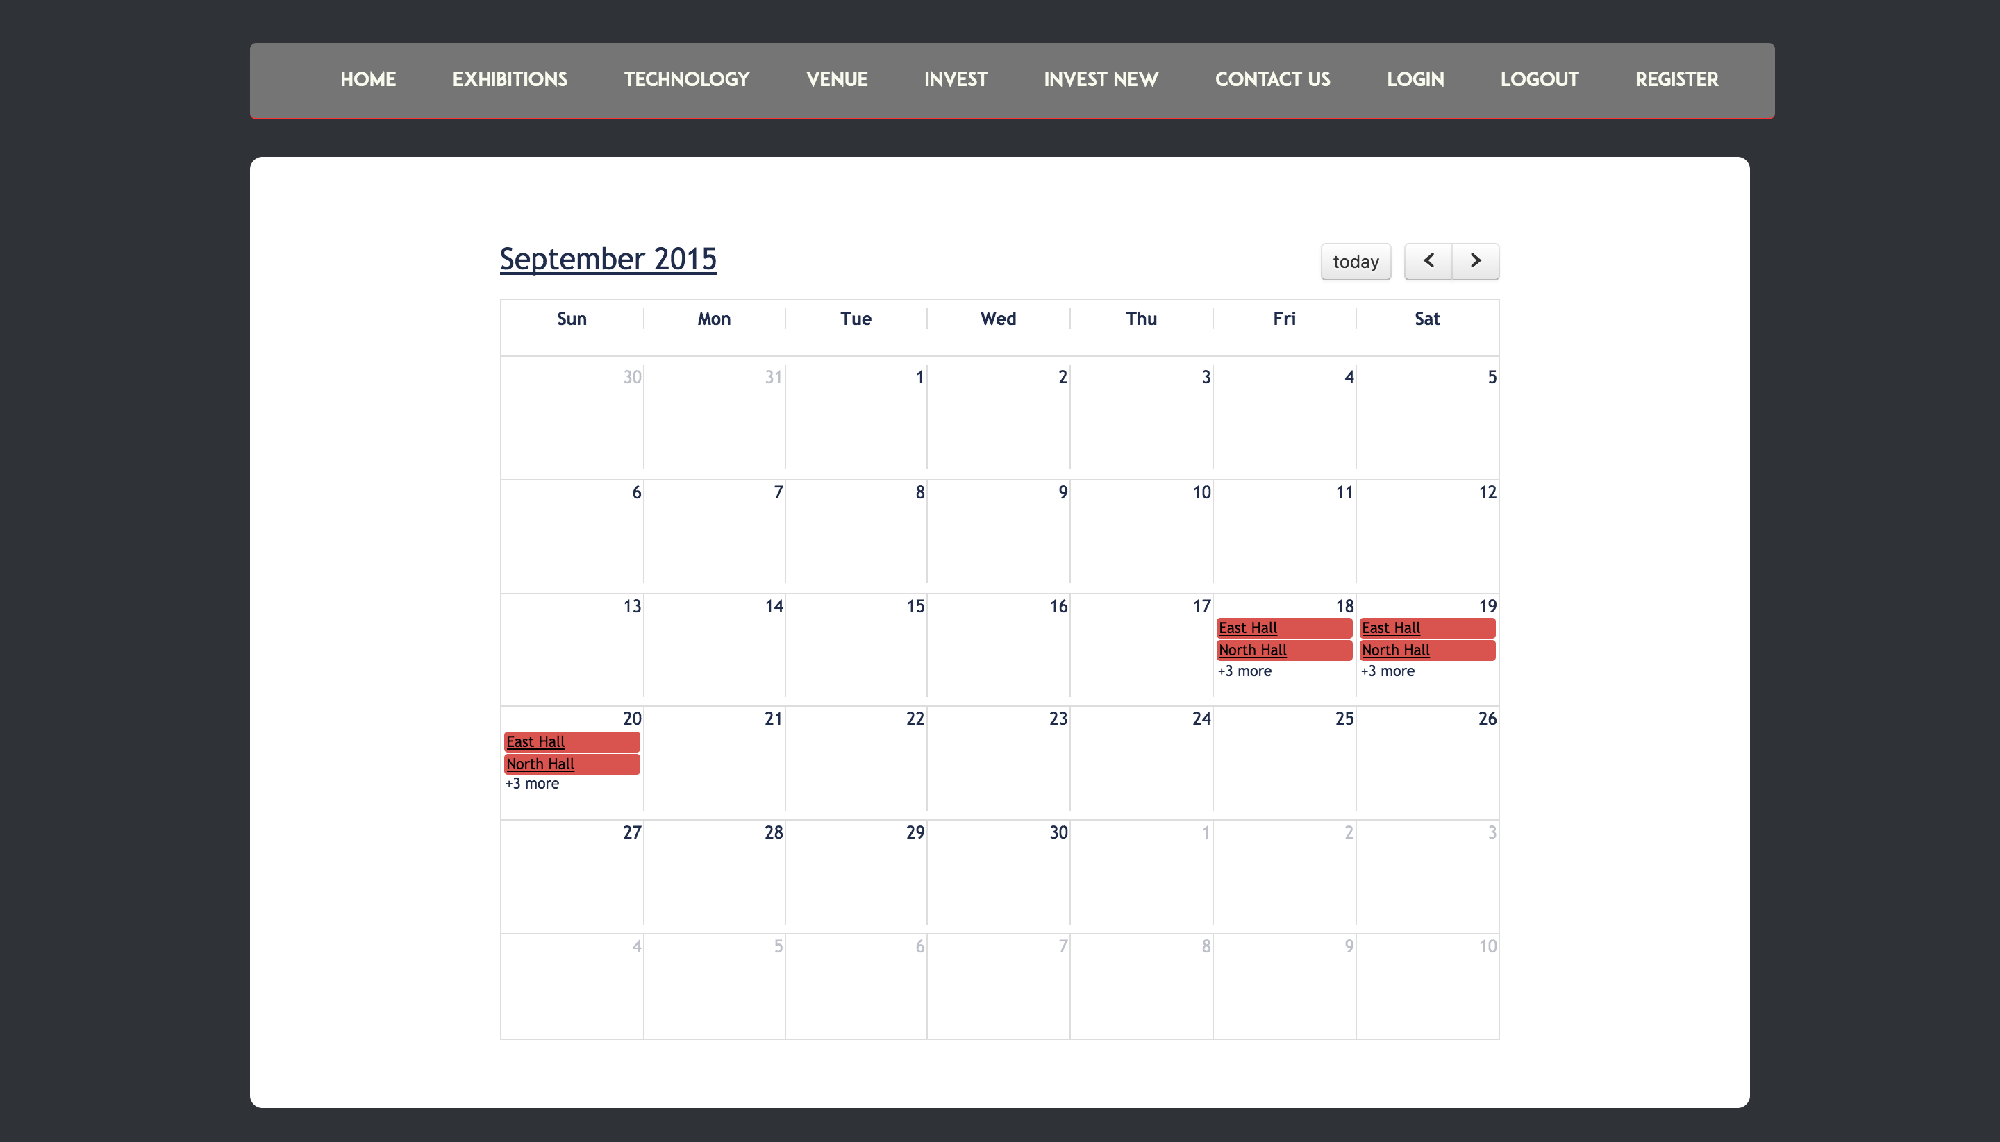 HOME EXHIBITIONS TECHNOLOGY VENUE INVEST INVEST NEW CONTACT US LOGIN LOGOUT REGISTER
September 2015 today
Sun Mon Tue Wed Thu Fri Sat
30 31 1 2 3 4 5
6 7 8 9 10 11 12
13 14 15 16 17 18 19
East Hall East Hall
North Hall North Hall
+3 more +3 more
20 21 22 23 24 25 26
East Hall
North Hall
+3 more
27 28 29 30 1 2 3
4 5 6 7 8 9 10